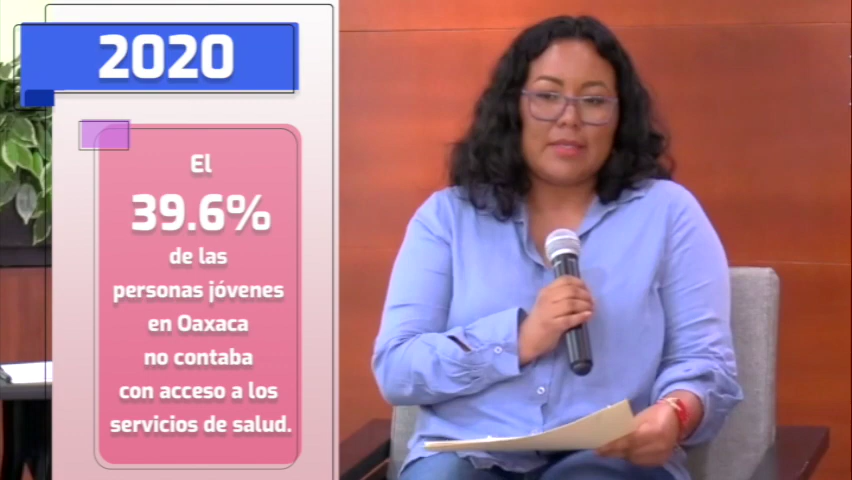 2020
El
39.6%
de las
personas jóvenes
en Oaxaca
no contaba
con acceso a los
servicios de salud.